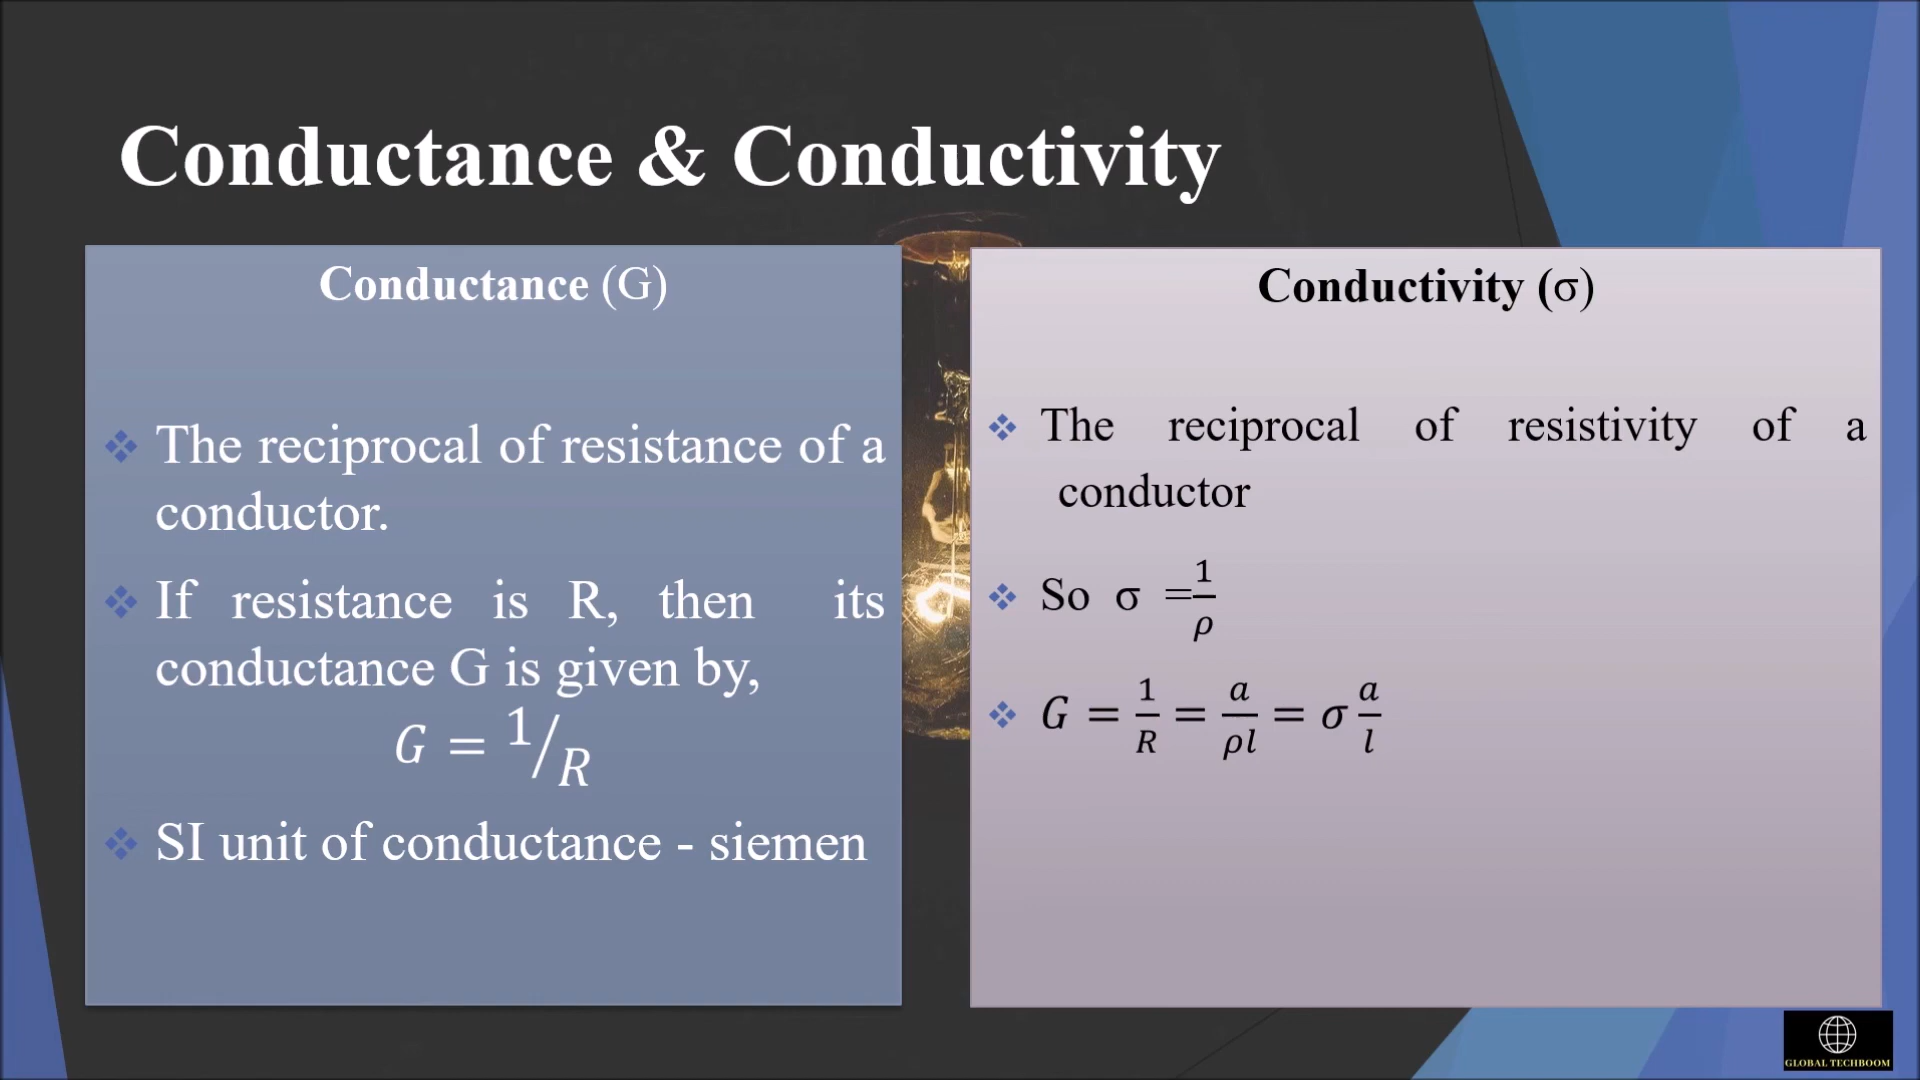 Conductance & Conductivity
Conductance (G)
The reciprocal of resistance of a
conductor.
If resistance is R, then its
conductance G is given by,
G = 1/R
SI unit of conductance - siemen
Conductivity (σ)
The reciprocal of resistivity of a
conductor
So σ = 1/ρ
G = 1/R = a/ρl = σ a/l
GLOBAL TECHBOOM